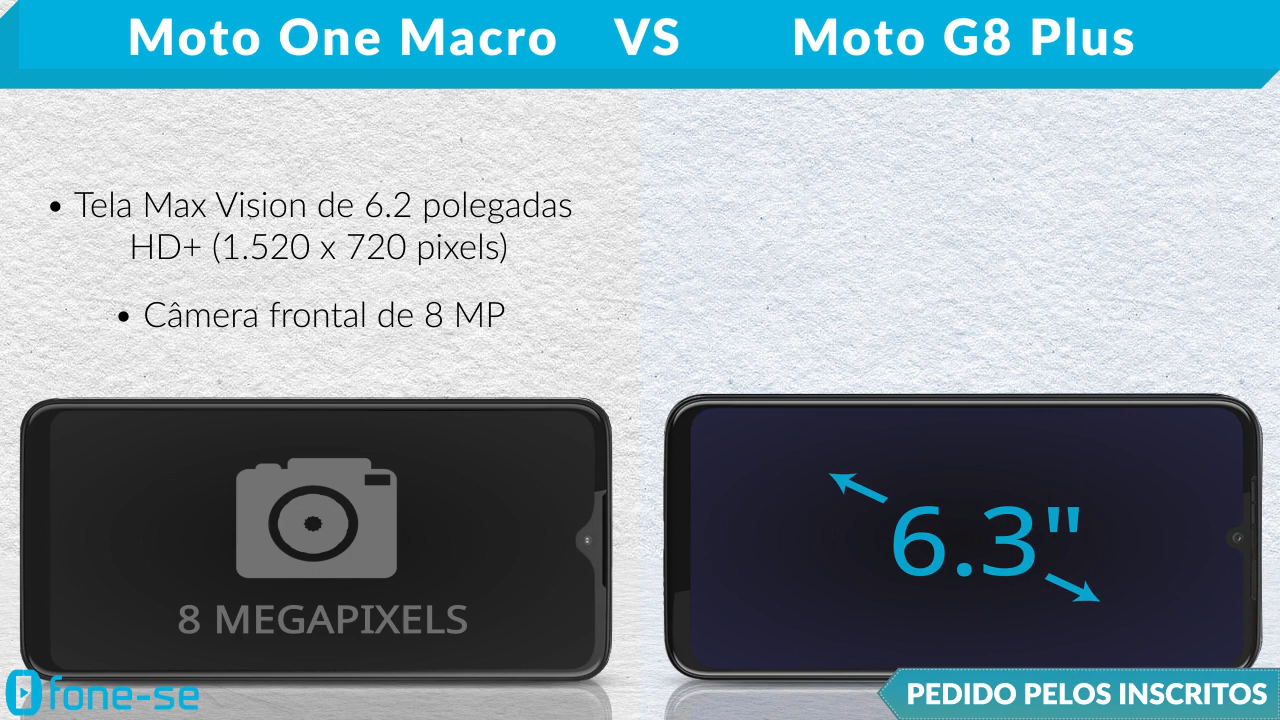 Moto One Macro VS Moto G8 Plus
• Tela Max Vision de 6.2 polegadas
HD+ (1.520 x 720 pixels)
• Câmera frontal de 8 MP
8 MEGAPIXELS
6.3"
fone-se
PEDIDO PELOS INSCRITOS